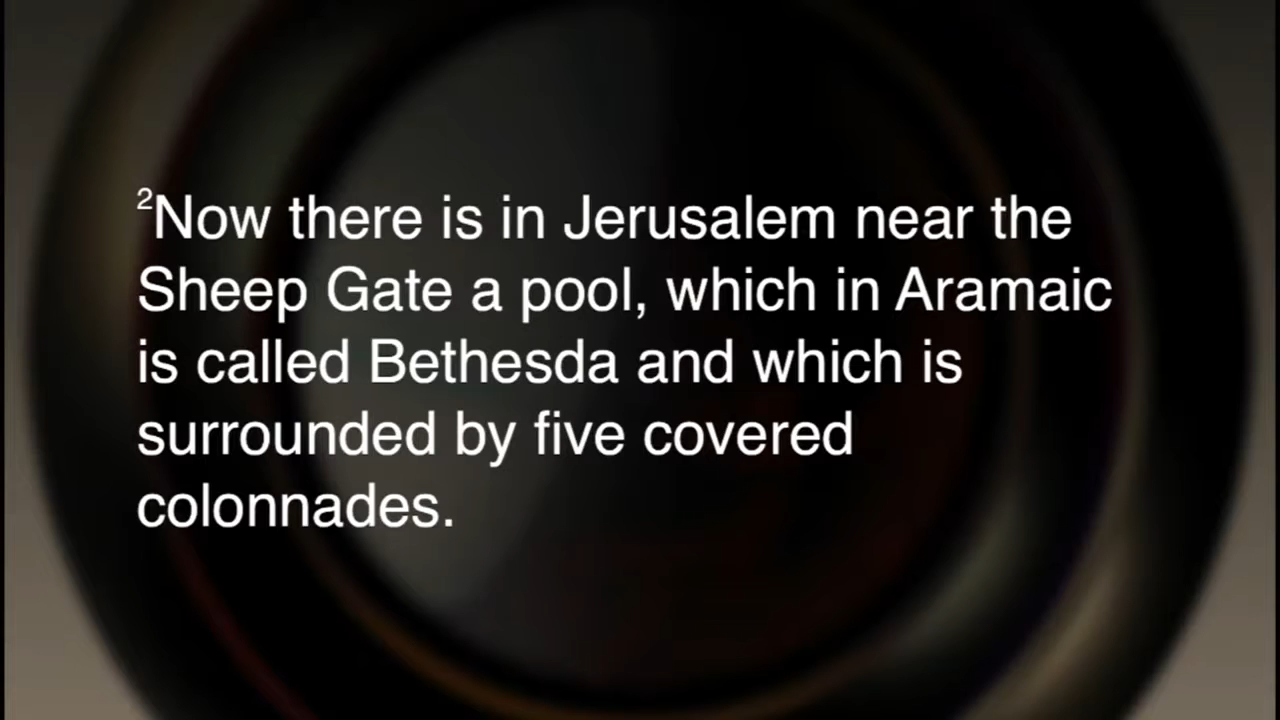 ²Now there is in Jerusalem near the
Sheep Gate a pool, which in Aramaic
is called Bethesda and which is
surrounded by five covered
colonnades.